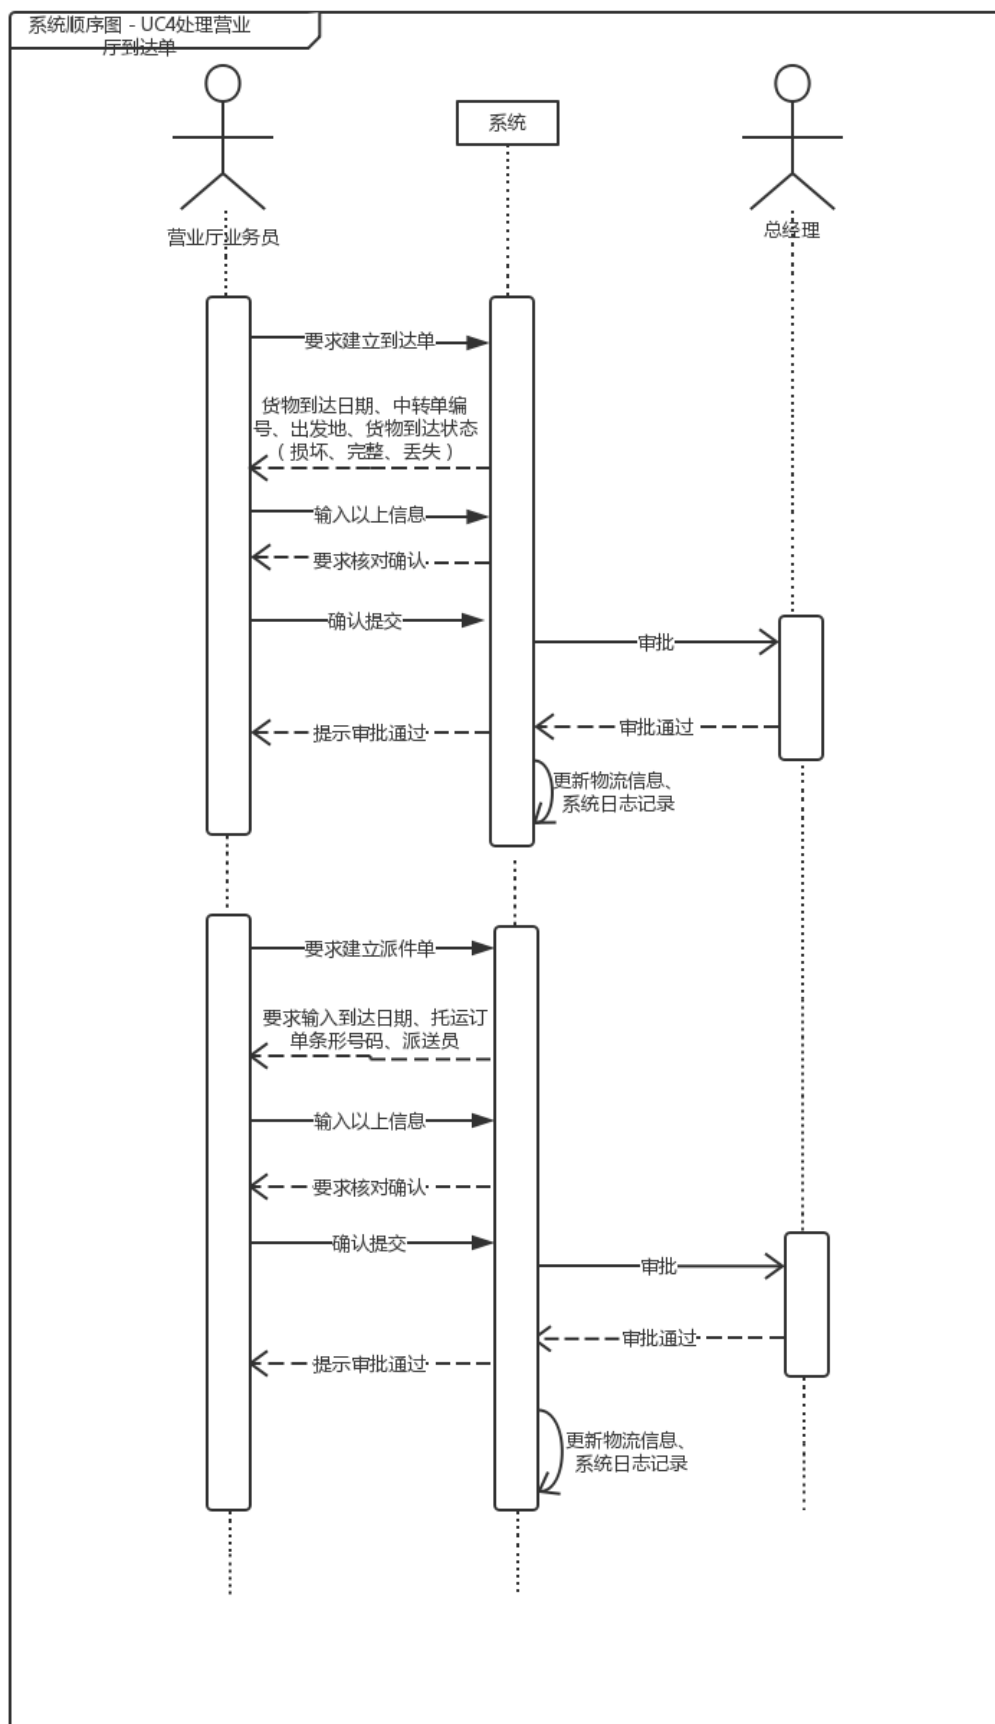 系统顺序图 - UC4处理营业
厅到达单
系统
营业厅业务员
总经理
要求建立到达单
货物到达日期、中转单编
号、出发地、货物到达状态
（损坏、完整、丢失）
输入以上信息
要求核对确认
确认提交
审批
审批通过
提示审批通过
更新物流信息、
系统日志记录
要求建立派件单
要求输入到达日期、托运订
单条形号码、派送员
输入以上信息
要求核对确认
确认提交
审批
审批通过
提示审批通过
更新物流信息、
系统日志记录